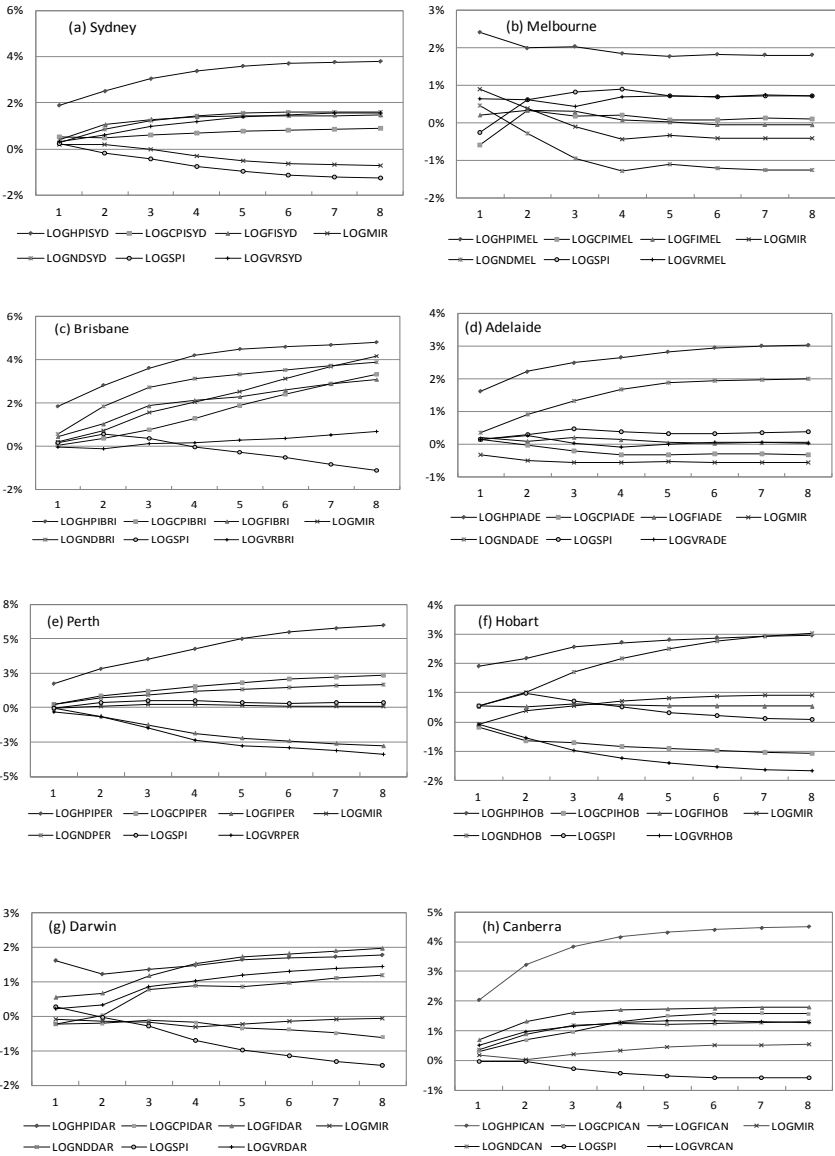 (a) Sydney
6%
4%
2%
0%
-2%
1 2 3 4 5 6 7 8
LOGHPISYD LOGCPISYD LOGFISYD LOGMIR
LOGNDSYD LOGSPI LOGVRSYD
(b) Melbourne
3%
2%
1%
0%
-1%
-2%
1 2 3 4 5 6 7 8
LOGHPIMEL LOGCPIMEL LOGFIMEL LOGMIR
LOGNDMEL LOGSPI LOGVRMEL
(c) Brisbane
6%
4%
2%
0%
-2%
1 2 3 4 5 6 7 8
LOGHPIBRI LOGCPIBRI LOGFIBRI LOGMIR
LOGNDBRI LOGSPI LOGVRBRI
(d) Adelaide
4%
3%
2%
1%
0%
-1%
1 2 3 4 5 6 7 8
LOGHPIADE LOGCPIADE LOGFIADE LOGMIR
LOGNDADE LOGSPI LOGVRADE
(e) Perth
8%
5%
3%
0%
-3%
-5%
1 2 3 4 5 6 7 8
LOGHPIPER LOGCPIPER LOGFIPER LOGMIR
LOGNDPER LOGSPI LOGVRPER
(f) Hobart
4%
3%
2%
1%
0%
-1%
-2%
1 2 3 4 5 6 7 8
LOGHPIHOB LOGCPIHOB LOGFIHOB LOGMIR
LOGNDHOB LOGSPI LOGVRHOB
(g) Darwin
3%
2%
1%
0%
-1%
-2%
1 2 3 4 5 6 7 8
LOGHPIDAR LOGCPIDAR LOGFIDAR LOGMIR
LOGNDDAR LOGSPI LOGVRDAR
(h) Canberra
5%
4%
3%
2%
1%
0%
-1%
1 2 3 4 5 6 7 8
LOGHPICAN LOGCPICAN LOGFICAN LOGMIR
LOGNDCAN LOGSPI LOGVRCAN